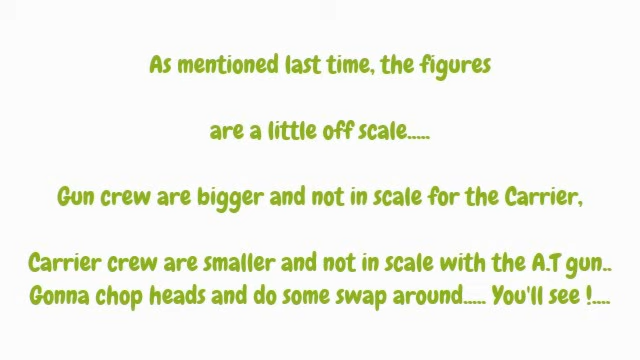 As mentioned last time, the figures
are a little off scale.....
Gun crew are bigger and not in scale for the Carrier,
Carrier crew are smaller and not in scale with the A.T gun..
Gonna chop heads and do some swap around..... You'll see !....